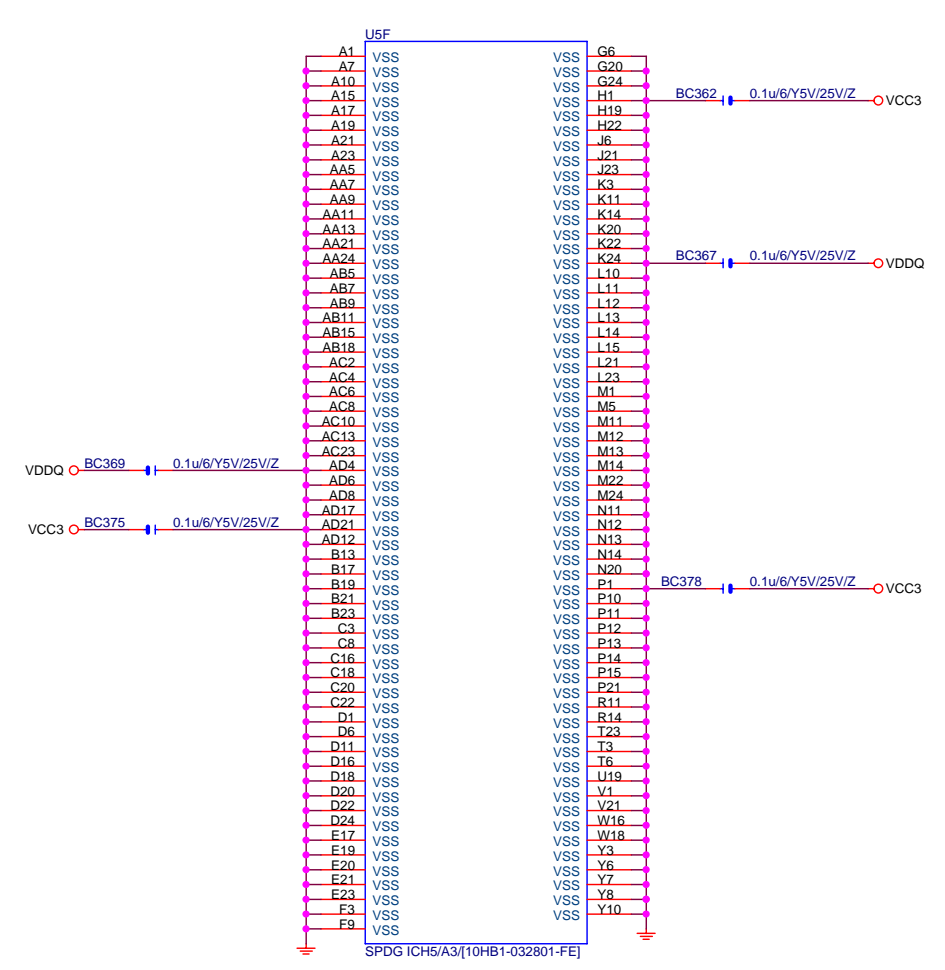 U5F
A1 VSS VSS G6
A7 VSS VSS G20
A10 VSS VSS G24
A15 VSS VSS H1 BC362 0.1u/6/Y5V/25V/Z VCC3
A17 VSS VSS H19
A19 VSS VSS H22
A21 VSS VSS J6
A23 VSS VSS J21
AA5 VSS VSS J23
AA7 VSS VSS K3
AA9 VSS VSS K11
AA11 VSS VSS K14
AA13 VSS VSS K20
AA21 VSS VSS K22
AA24 VSS VSS K24 BC367 0.1u/6/Y5V/25V/Z VDDQ
AB5 VSS VSS L10
AB7 VSS VSS L11
AB9 VSS VSS L12
AB11 VSS VSS L13
AB15 VSS VSS L14
AB18 VSS VSS L15
AC2 VSS VSS L21
AC4 VSS VSS L23
AC6 VSS VSS M1
AC8 VSS VSS M5
AC10 VSS VSS M11
AC13 VSS VSS M12
AC23 VSS VSS M13
VDDQ BC369 0.1u/6/Y5V/25V/Z AD4 VSS VSS M14
AD6 VSS VSS M22
AD8 VSS VSS M24
AD17 VSS VSS N11
VCC3 BC375 0.1u/6/Y5V/25V/Z AD21 VSS VSS N12
AD12 VSS VSS N13
B13 VSS VSS N14
B17 VSS VSS N20
B19 VSS VSS P1 BC378 0.1u/6/Y5V/25V/Z VCC3
B21 VSS VSS P10
B23 VSS VSS P11
C3 VSS VSS P12
C8 VSS VSS P13
C16 VSS VSS P14
C18 VSS VSS P15
C20 VSS VSS P21
C22 VSS VSS R11
D1 VSS VSS R14
D6 VSS VSS T23
D11 VSS VSS T3
D16 VSS VSS T6
D18 VSS VSS U19
D20 VSS VSS V1
D22 VSS VSS V21
D24 VSS VSS W16
E17 VSS VSS W18
E19 VSS VSS Y3
E20 VSS VSS Y6
E21 VSS VSS Y7
E23 VSS VSS Y8
F3 VSS VSS Y10
F9 VSS
SPDG ICH5/A3/[10HB1-032801-FE]